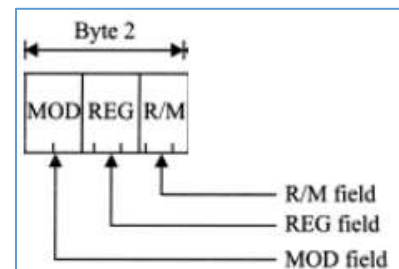 Byte 2
MOD REG R/M
R/M field
REG field
MOD field